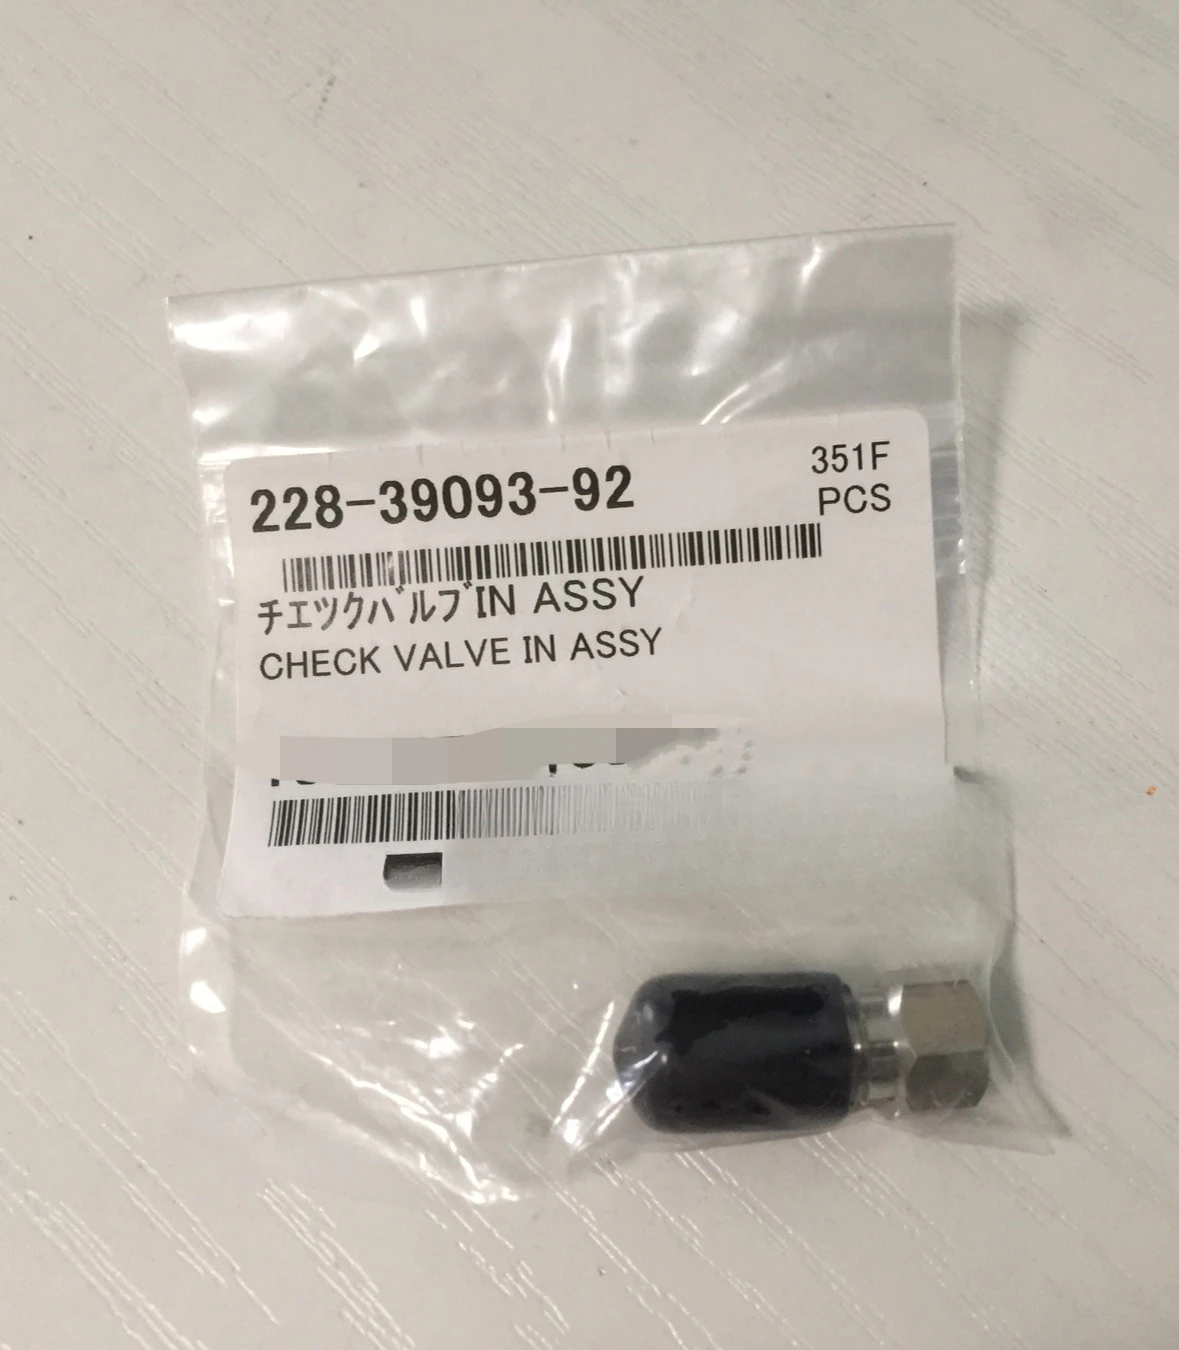 228-39093-92
351F
PCS
チエツクバルブIN ASSY
CHECK VALVE IN ASSY